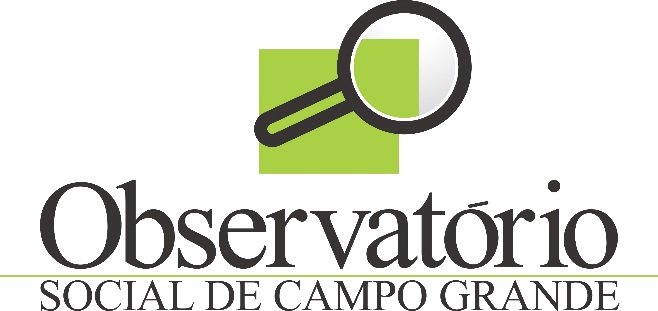 Observatório
SOCIAL DE CAMPO GRANDE